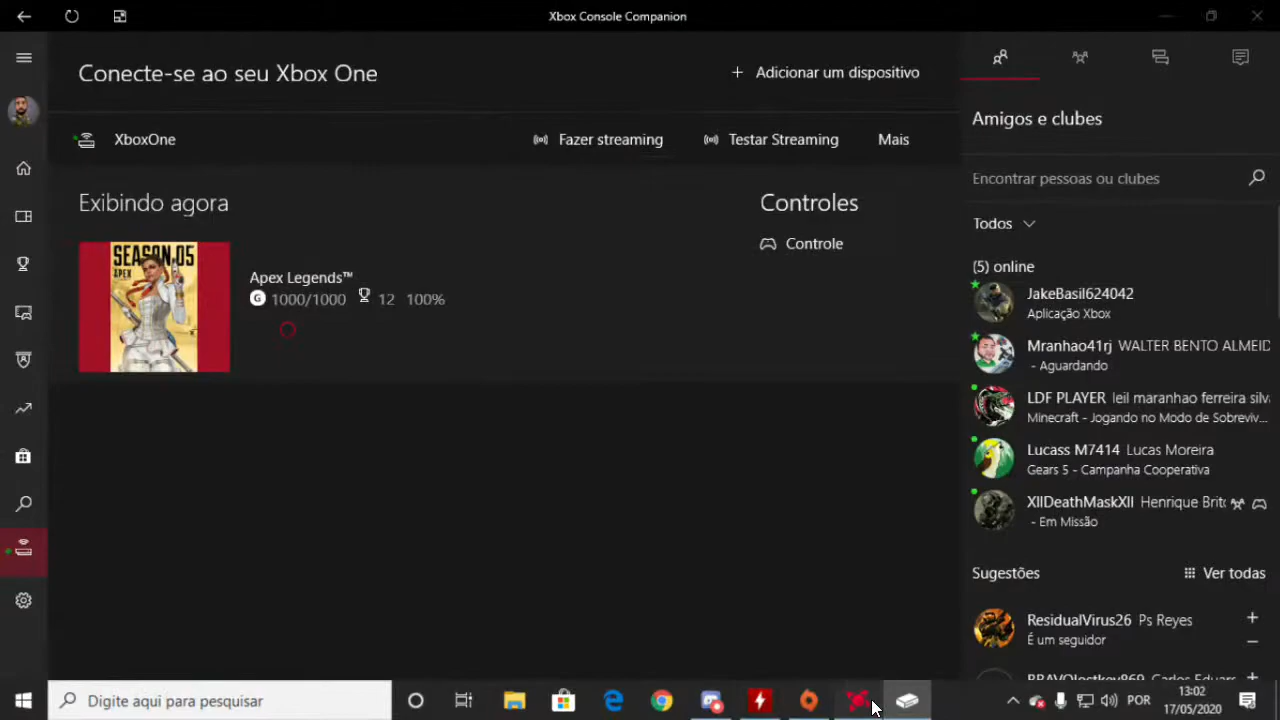 Xbox Console Companion
Conecte-se ao seu Xbox One
Adicionar um dispositivo
XboxOne
Fazer streaming
Testar Streaming
Mais
Exibindo agora
SEASON.05
APEX
Apex Legends™
G 1000/1000 12 100%
Controles
Controle
Amigos e clubes
Encontrar pessoas ou clubes
Todos
(5) online
JakeBasil624042
Aplicação Xbox
Mranhao41rj WALTER BENTO ALMEID
- Aguardando
LDF PLAYER leil maranhao ferreira silva
Minecraft - Jogando no Modo de Sobreviv...
Lucass M7414 Lucas Moreira
Gears 5 - Campanha Cooperativa
XIIDeathMaskXII Henrique Brito
- Em Missão
Sugestões
Ver todas
ResidualVirus26 Ps Reyes
É um seguidor
Digite aqui para pesquisar
POR
13:02
17/05/2020